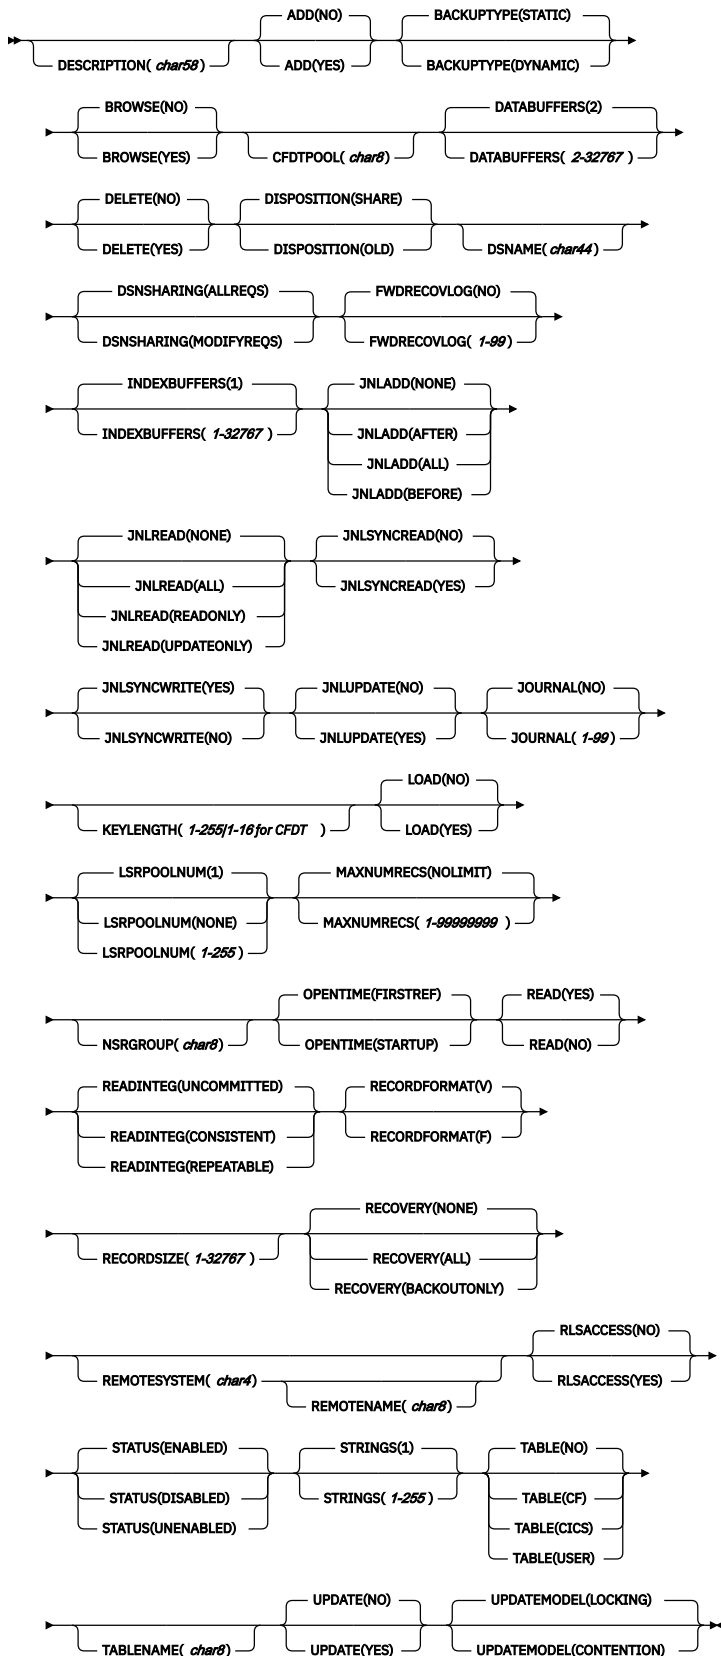 ADD(NO) BACKUPTYPE(STATIC)
DESCRIPTION( char58 ) ADD(YES) BACKUPTYPE(DYNAMIC)
BROWSE(NO) DATABUFFERS(2)
BROWSE(YES) CFDTPOOL( char8 ) DATABUFFERS( 2-32767 )
DELETE(NO) DISPOSITION(SHARE)
DELETE(YES) DISPOSITION(OLD) DSNAME( char44 )
DSNSHARING(ALLREQS) FWDRECOVLOG(NO)
DSNSHARING(MODIFYREQS) FWDRECOVLOG( 1-99 )
INDEXBUFFERS(1) JNLADD(NONE)
INDEXBUFFERS( 1-32767 ) JNLADD(AFTER)
JNLADD(ALL)
JNLADD(BEFORE)
JNLREAD(NONE) JNLSYNCREAD(NO)
JNLREAD(ALL) JNLSYNCREAD(YES)
JNLREAD(READONLY)
JNLREAD(UPDATEONLY)
JNLSYNCWRITE(YES) JNLUPDATE(NO) JOURNAL(NO)
JNLSYNCWRITE(NO) JNLUPDATE(YES) JOURNAL( 1-99 )
LOAD(NO)
KEYLENGTH( 1-255|1-16 for CFDT ) LOAD(YES)
LSRPOOLNUM(1) MAXNUMRECS(NOLIMIT)
LSRPOOLNUM(NONE) MAXNUMRECS( 1-99999999 )
LSRPOOLNUM( 1-255 )
OPENTIME(FIRSTREF) READ(YES)
NSRGROUP( char8 ) OPENTIME(STARTUP) READ(NO)
READINTEG(UNCOMMITTED) RECORDFORMAT(V)
READINTEG(CONSISTENT) RECORDFORMAT(F)
READINTEG(REPEATABLE)
RECOVERY(NONE)
RECORDSIZE( 1-32767 ) RECOVERY(ALL)
RECOVERY(BACKOUTONLY)
RLSACCESS(NO)
REMOTESYSTEM( char4 ) RLSACCESS(YES)
REMOTENAME( char8 )
STATUS(ENABLED) STRINGS(1) TABLE(NO)
STATUS(DISABLED) STRINGS( 1-255 ) TABLE(CF)
STATUS(UNENABLED) TABLE(CICS)
TABLE(USER)
UPDATE(NO) UPDATEMODEL(LOCKING)
TABLENAME( char8 ) UPDATE(YES) UPDATEMODEL(CONTENTION)